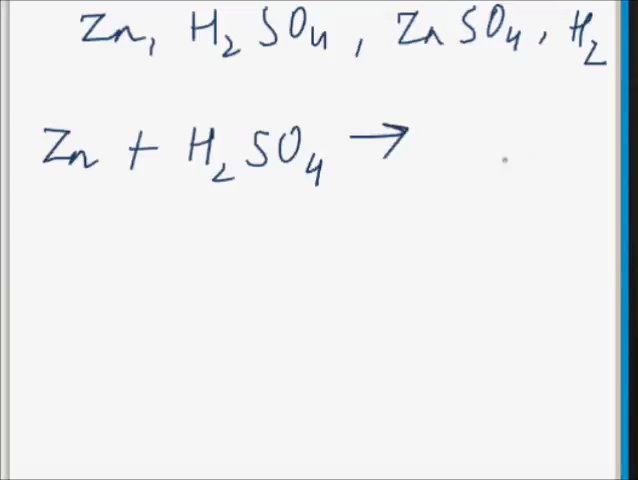 Zn, H₂SO₄, ZnSO₄, H₂
Zn + H₂SO₄ →